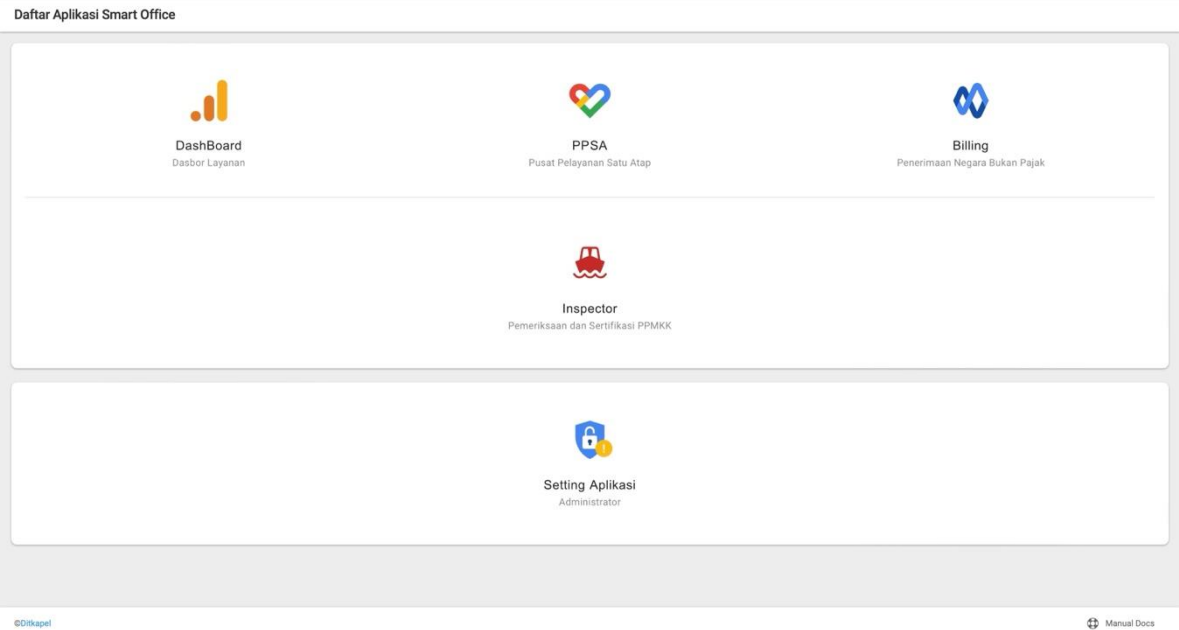 Daftar Aplikasi Smart Office
DashBoard
Dasbor Layanan
PPSA
Pusat Pelayanan Satu Atap
Billing
Penerimaan Negara Bukan Pajak
Inspector
Pemeriksaan dan Sertifikasi PPMKK
Setting Aplikasi
Administrator
©Ditkapel
Manual Docs